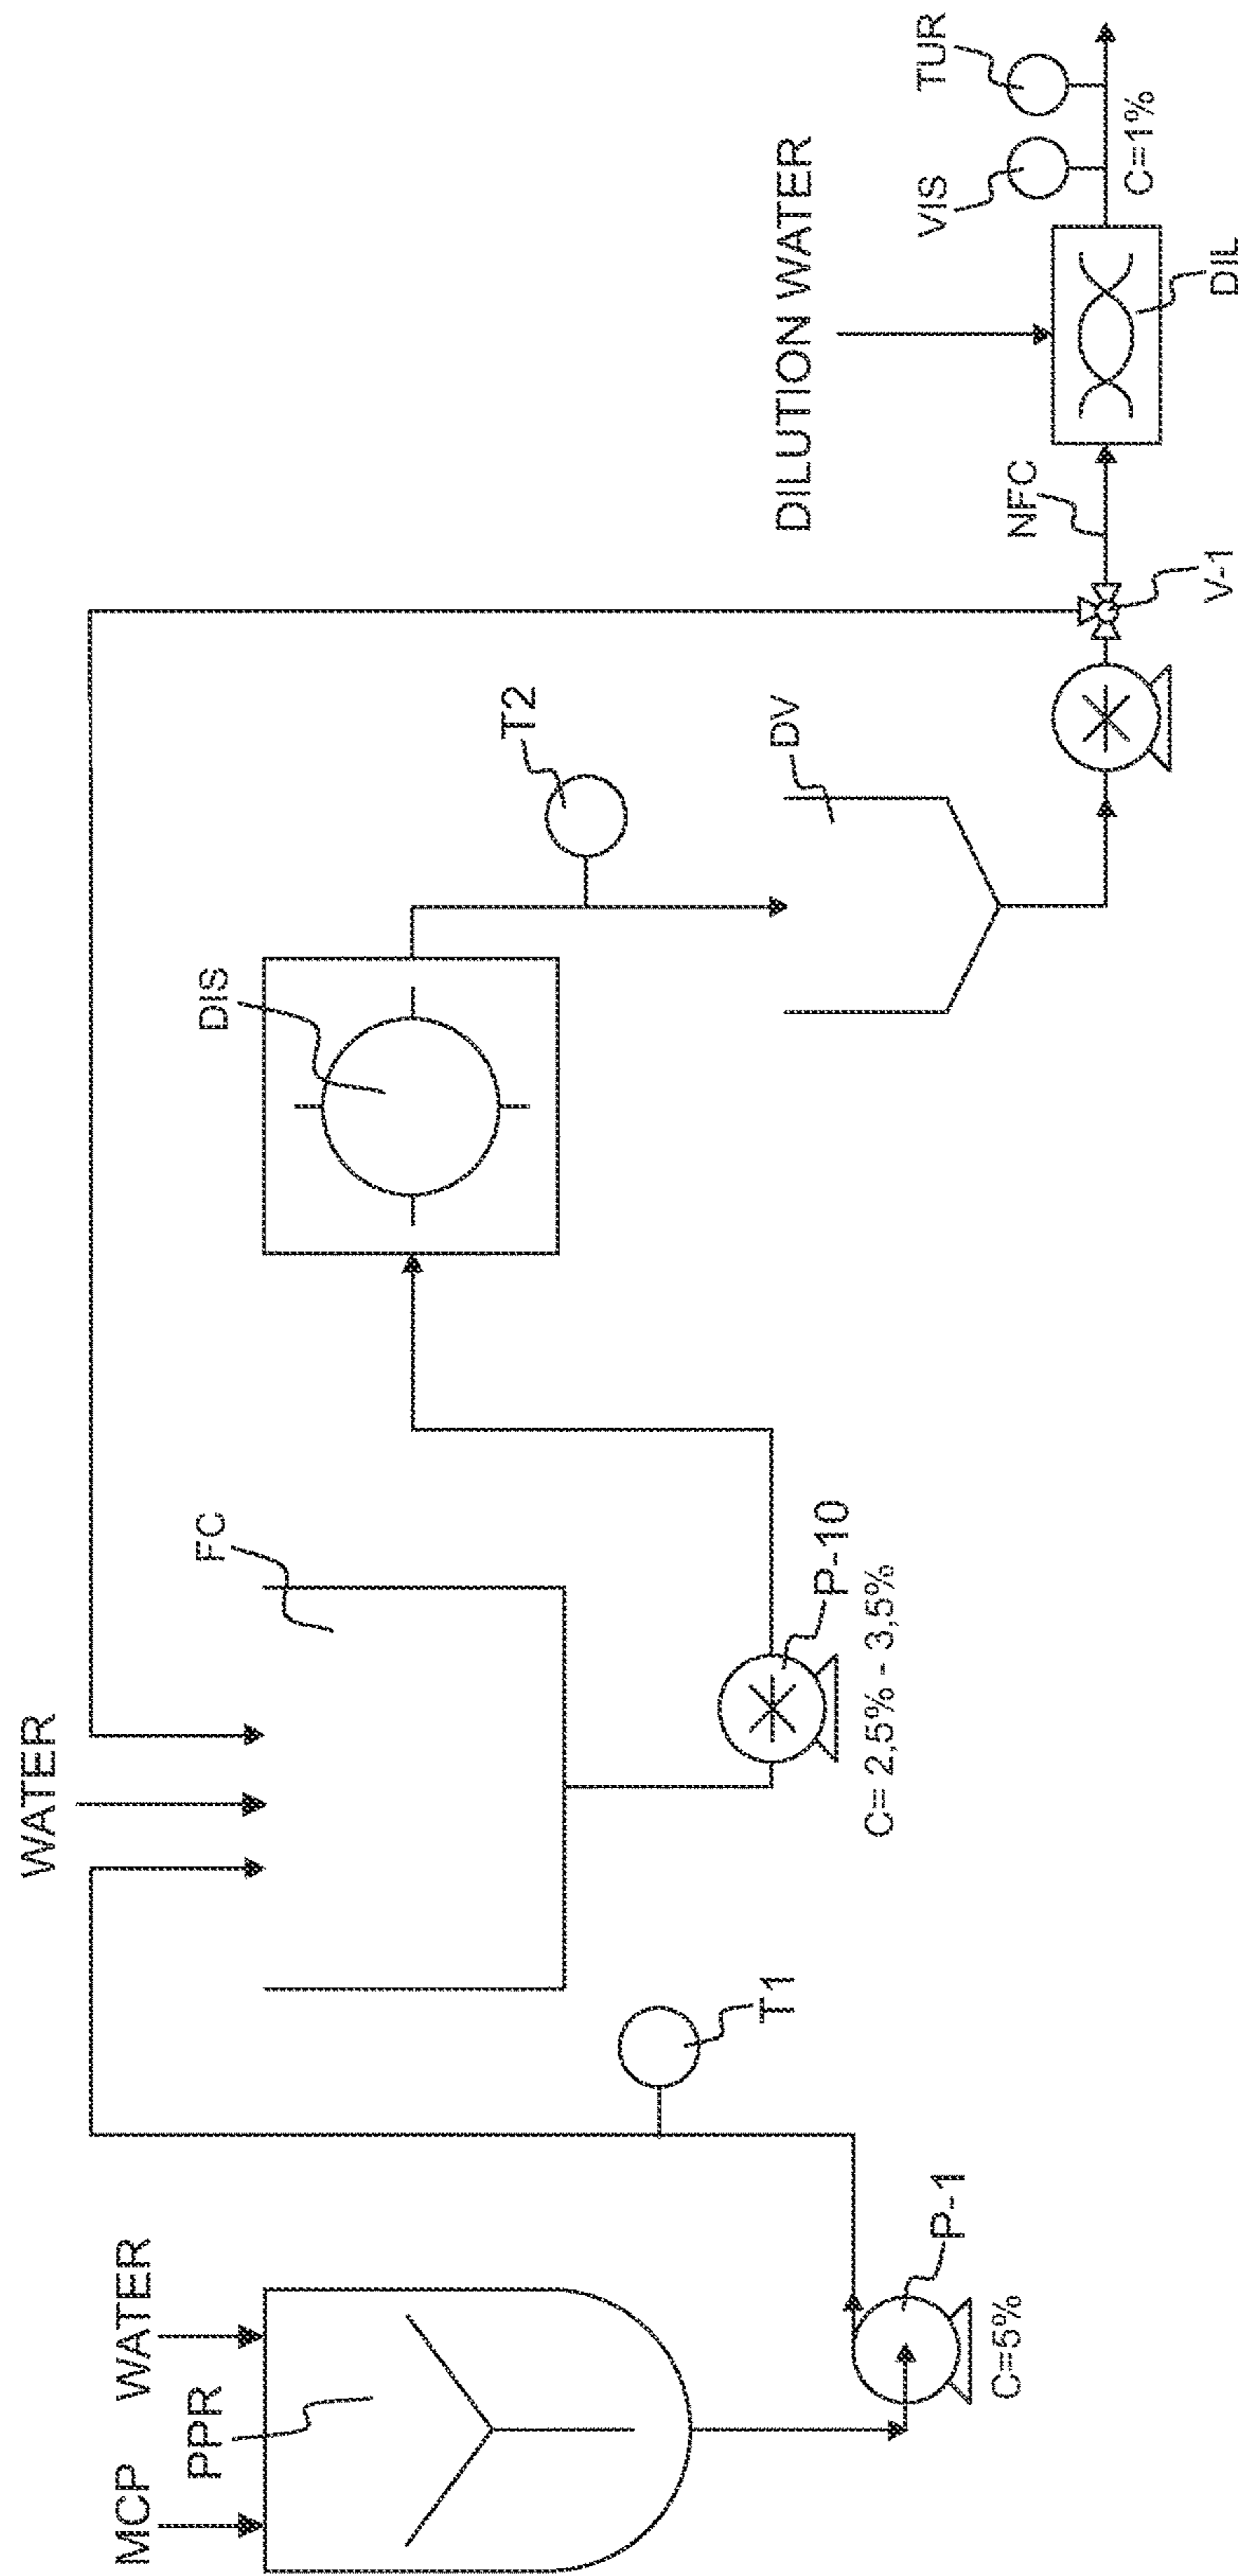 MCP
WATER
PPR
P-1
C=5%
T1
WATER
FC
P-10
C= 2,5% - 3,5%
DIS
T2
DV
V-1
NFC
DILUTION WATER
DIL
VIS
TUR
C=1%